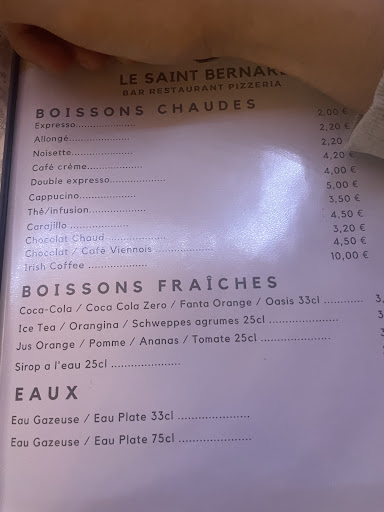 LE SAINT BERNAR
BAR RESTAURANT PIZZERIA
BOISSONS CHAUDES
Expresso.................... 2,00 €
Allongé..................... 2,20 €
Noisette..................... 2,20
Café crème..................... 4,20 €
Double expresso................... 4,00 €
Cappucino................... 5,00 €
Thé/infusion................... 3,50 €
Carajillo .................... 4,50 €
Chocolat Chaud .................... 3,20 €
Chocolat / Café Viennois .................... 4,50 €
Irish Coffee .................... 10,00 €
BOISSONS FRAÎCHES
Coca-Cola / Coca Cola Zero / Fanta Orange / Oasis 33cl ............ 3,
Ice Tea / Orangina / Schweppes agrumes 25cl ..................... 3
Jus Orange / Pomme / Ananas / Tomate 25cl .....................
Sirop a l'eau 25cl .....................
EAUX
Eau Gazeuse / Eau Plate 33cl .....................
Eau Gazeuse / Eau Plate 75cl .....................